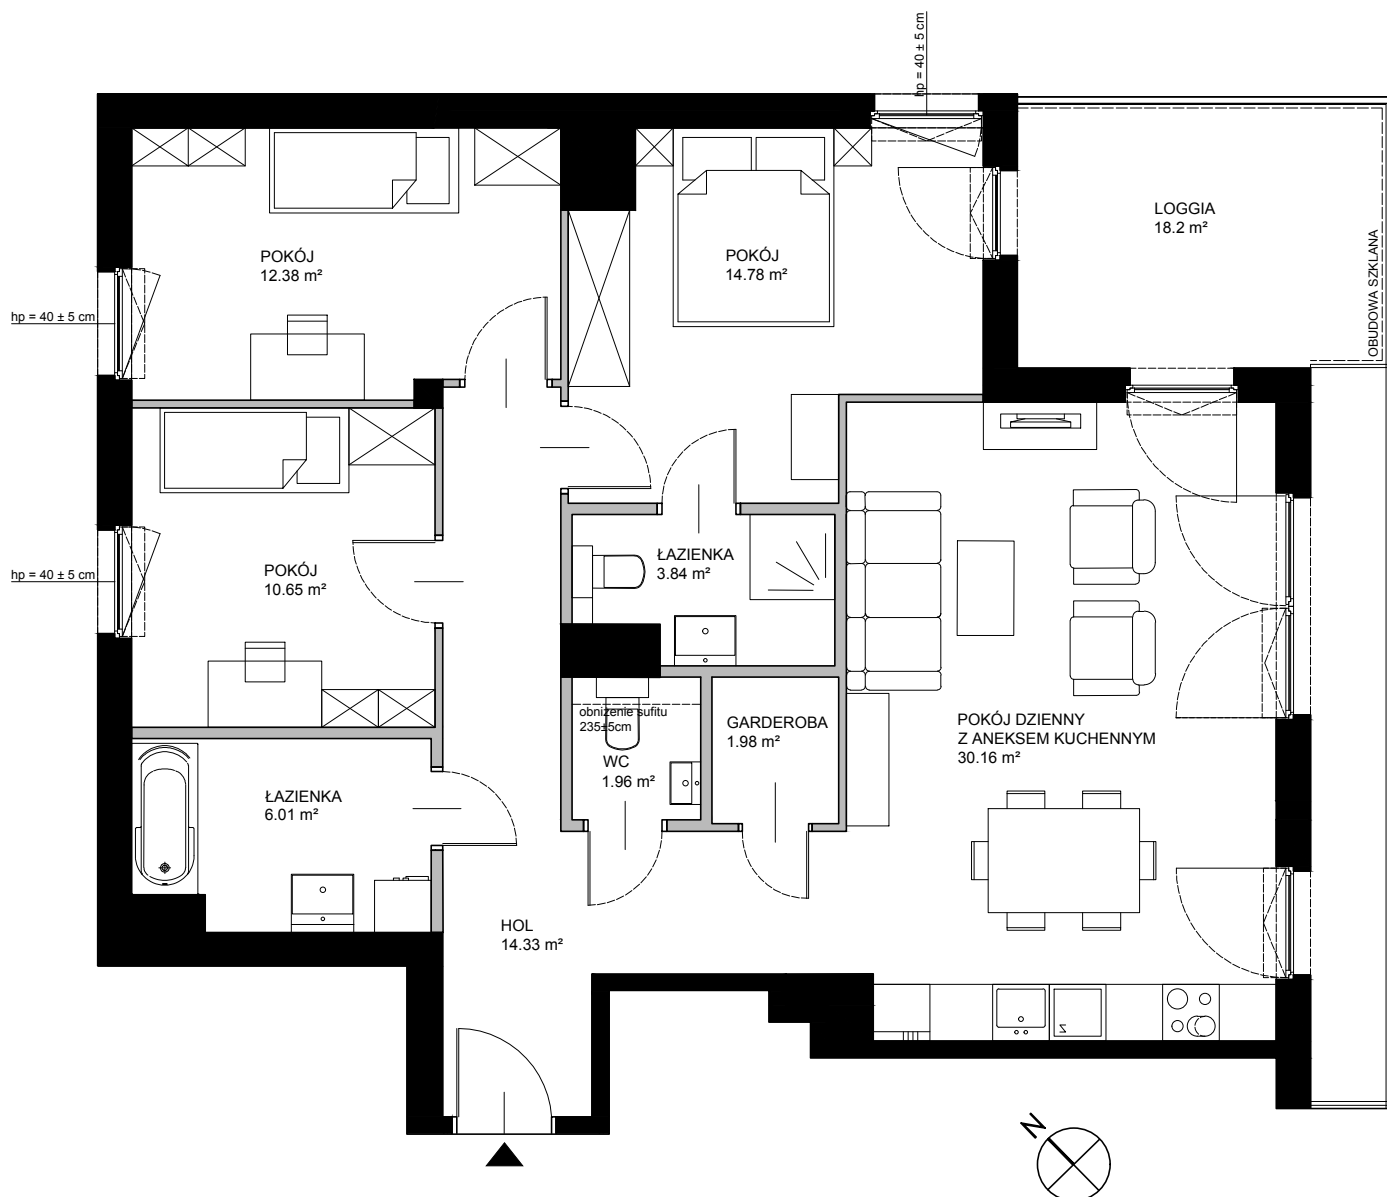 hp = 40 ± 5 cm
POKÓJ
12.38 m²
POKÓJ
14.78 m²
LOGGIA
18.2 m²
OBUDOWA SZKLANA
hp = 40 ± 5 cm
POKÓJ
10.65 m²
hp = 40 ± 5 cm
ŁAZIENKA
3.84 m²
obniżenie sufitu
235±5cm
WC
1.96 m²
GARDEROBA
1.98 m²
POKÓJ DZIENNY
Z ANEKSEM KUCHENNYM
30.16 m²
ŁAZIENKA
6.01 m²
HOL
14.33 m²
Z
N